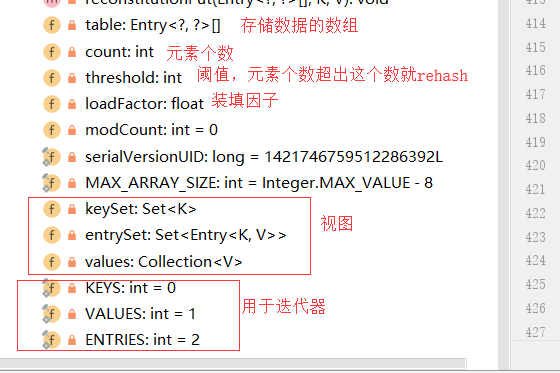 reconstitutionPut(Entry<?, ?>[], K, V): void
table: Entry<?, ?>[] 存储数据的数组
count: int 元素个数
threshold: int 阈值，元素个数超出这个数就rehash
loadFactor: float 装填因子
modCount: int = 0
serialVersionUID: long = 1421746759512286392L
MAX_ARRAY_SIZE: int = Integer.MAX_VALUE - 8
keySet: Set<K>
entrySet: Set<Entry<K, V>> 视图
values: Collection<V>
KEYS: int = 0
VALUES: int = 1 用于迭代器
ENTRIES: int = 2
413
414
415
416
417
418
419
420
421
422
423
424
425
426
427